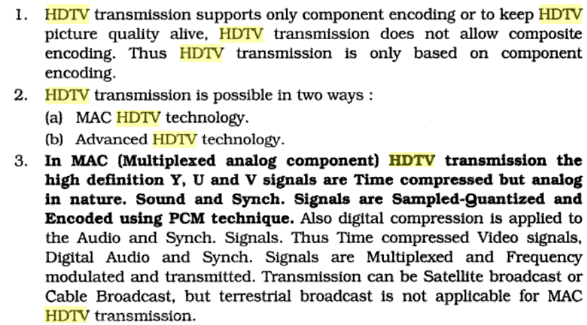 1. HDTV transmission supports only component encoding or to keep HDTV
picture quality alive, HDTV transmission does not allow composite
encoding. Thus HDTV transmission is only based on component
encoding.
2. HDTV transmission is possible in two ways :
(a) MAC HDTV technology.
(b) Advanced HDTV technology.
3. In MAC (Multiplexed analog component) HDTV transmission the
high definition Y, U and V signals are Time compressed but analog
in nature. Sound and Synch. Signals are Sampled-Quantized and
Encoded using PCM technique. Also digital compression is applied to
the Audio and Synch. Signals. Thus Time compressed Video signals,
Digital Audio and Synch. Signals are Multiplexed and Frequency
modulated and transmitted. Transmission can be Satellite broadcast or
Cable Broadcast, but terrestrial broadcast is not applicable for MAC
HDTV transmission.